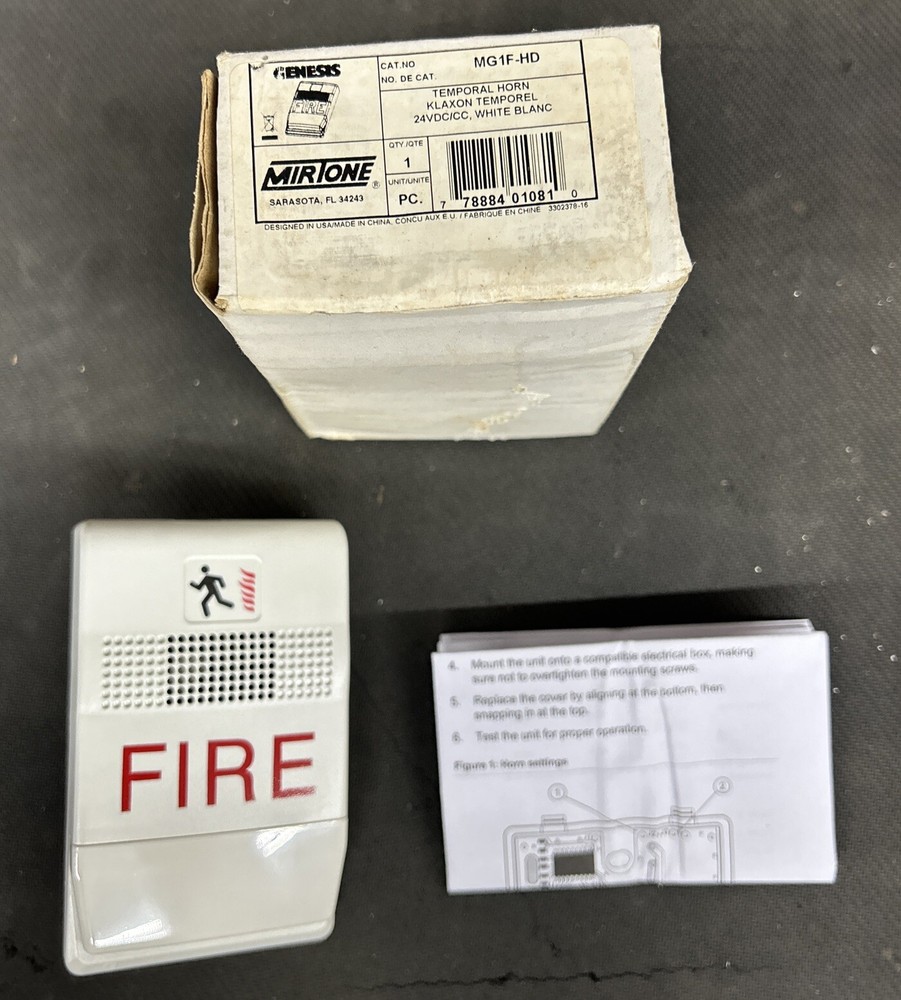 GENESIS
FIRE
MIRTONE®
SARASOTA, FL 34243
CAT.NO
NO. DE CAT.
MG1F-HD
TEMPORAL HORN
KLAXON TEMPOREL
24VDC/CC, WHITE BLANC
QTY /QTE
1
UNIT/UNITE
PC.
7 78884 01081 0
DESIGNED IN USA/MADE IN CHINA, CONCU AUX E.U. / FABRIQUE EN CHINE 3302378-16
FIRE
4. Mount the unit onto a compatible electrical box, making
sure not to overtighten the mounting screws.
5. Replace the cover by aligning at the bottom, then
snapping in at the top.
6. Test the unit for proper operation.
Figure 1: Horn settings